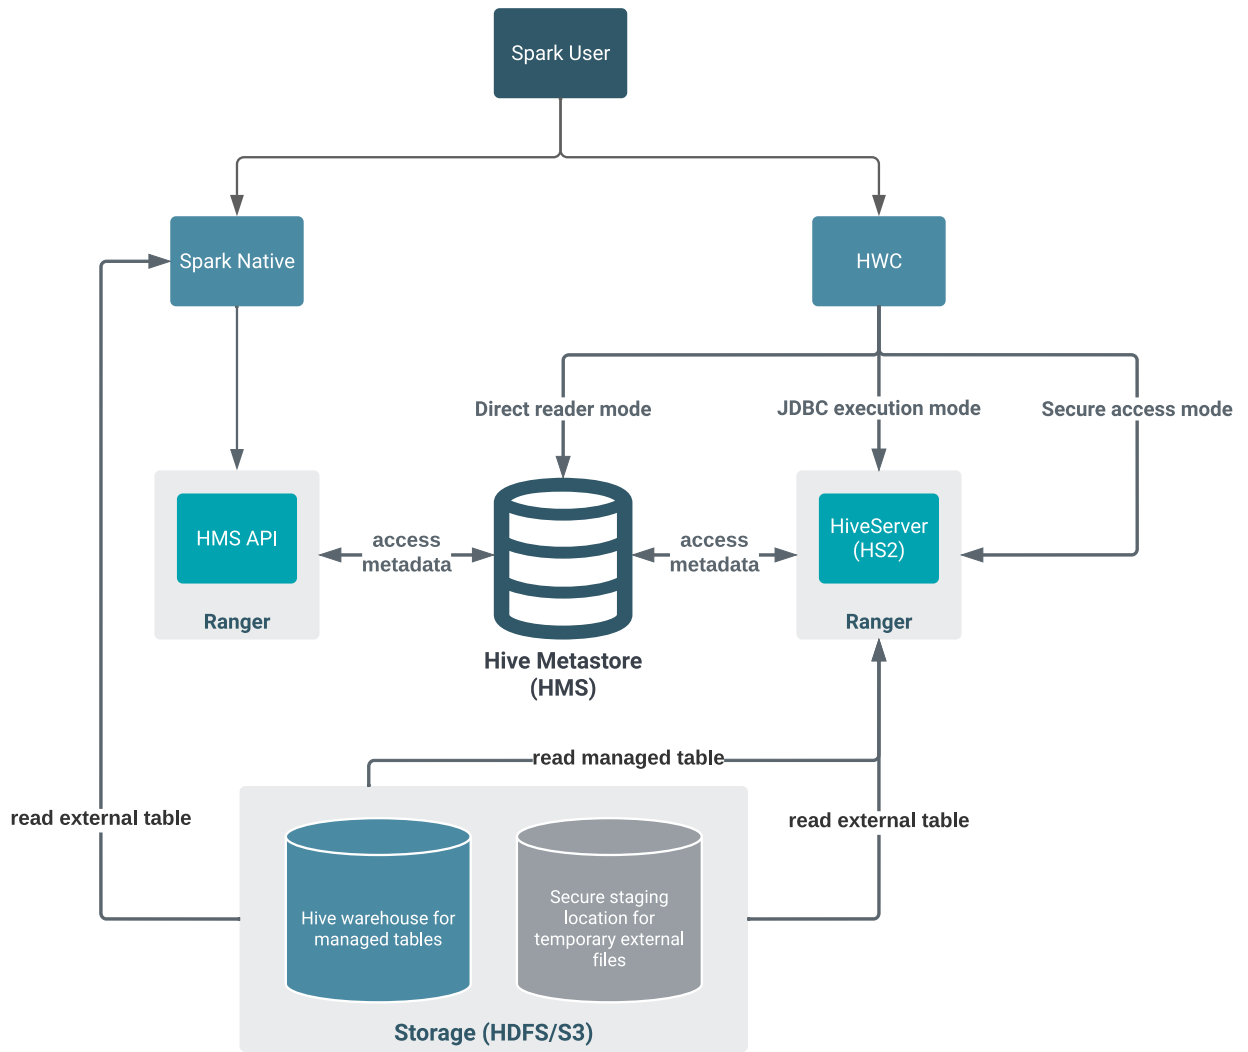 Spark User
Spark Native
HWC
Direct reader mode
JDBC execution mode
Secure access mode
HMS API
Ranger
access
metadata
access
metadata
HiveServer
(HS2)
Ranger
Hive Metastore
(HMS)
read managed table
read external table
read external table
Hive warehouse for
managed tables
Secure staging
location for
temporary external
files
Storage (HDFS/S3)